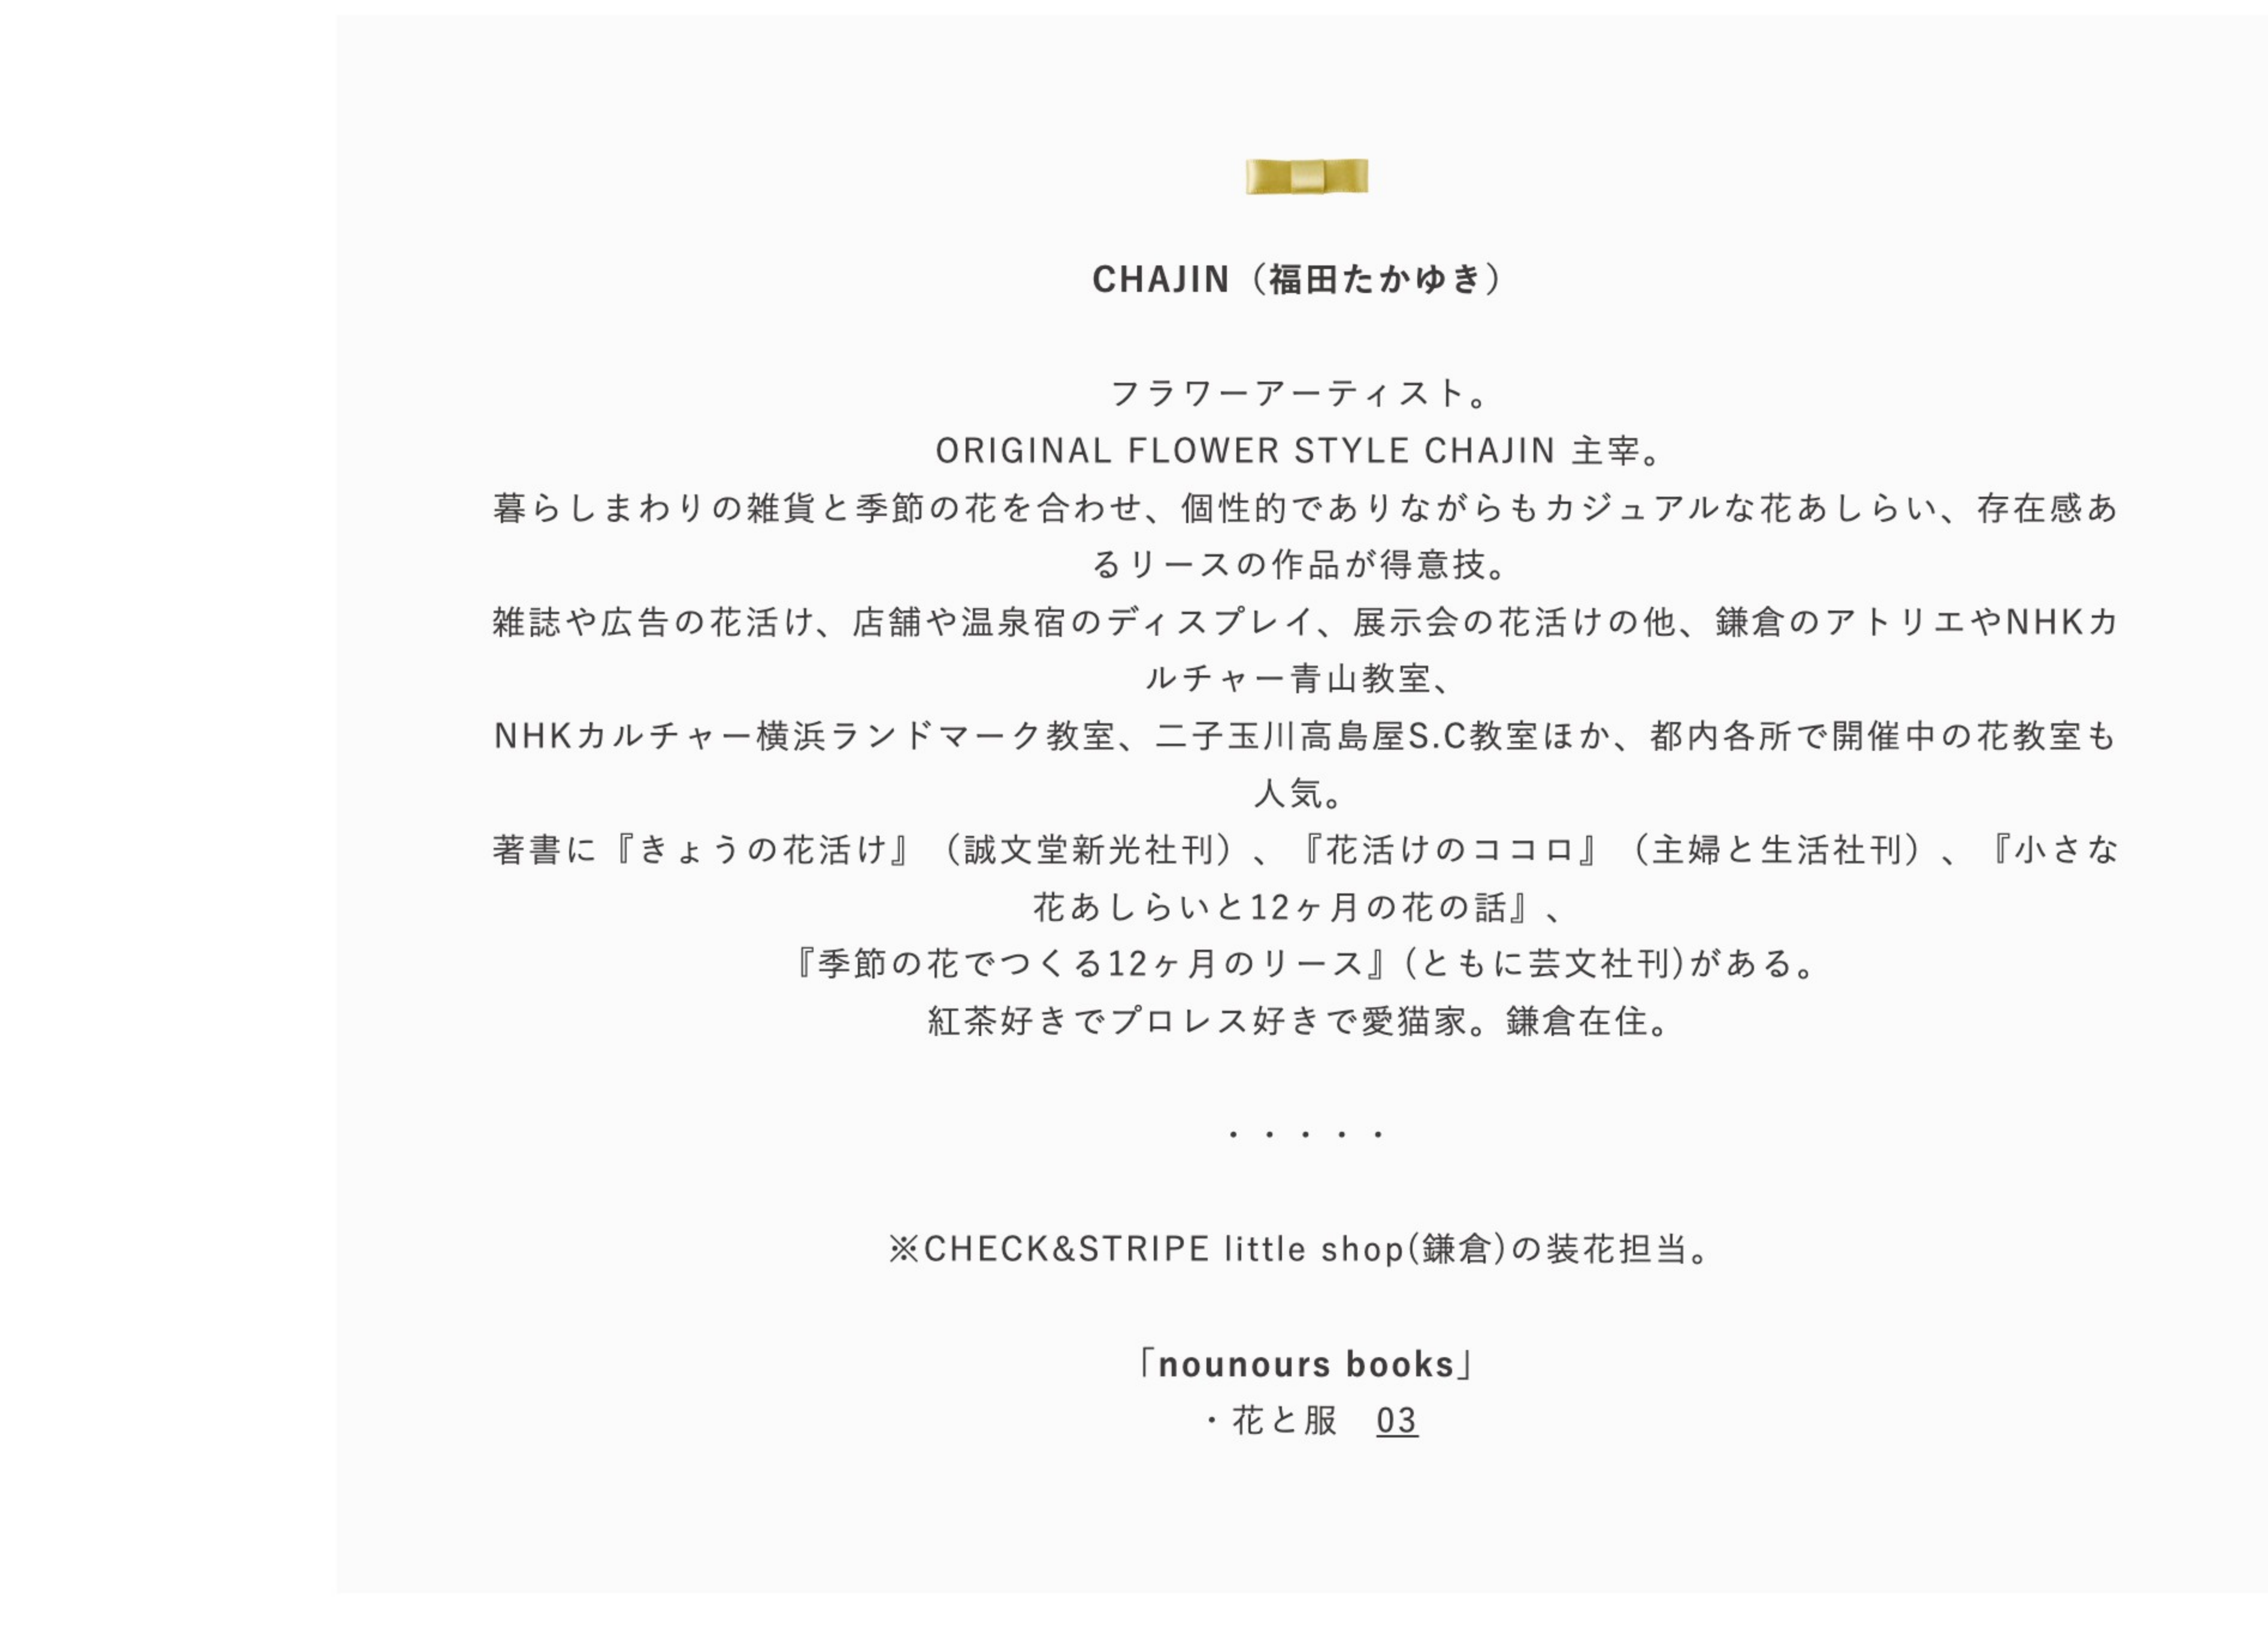 CHAJIN（福田たかゆき）
フラワーアーティスト。
ORIGINAL FLOWER STYLE CHAJIN 主宰。
暮らしまわりの雑貨と季節の花を合わせ、個性的でありながらもカジュアルな花あしらい、存在感あ
るリースの作品が得意技。
雑誌や広告の花活け、店舗や温泉宿のディスプレイ、展示会の花活けの他、鎌倉のアトリエやNHKカ
ルチャー青山教室、
NHKカルチャー横浜ランドマーク教室、二子玉川高島屋S.C教室ほか、都内各所で開催中の花教室も
人気。
著書に『きょうの花活け』（誠文堂新光社刊）、『花活けのココロ』（主婦と生活社刊）、『小さな
花あしらいと12ヶ月の花の話』、
『季節の花でつくる12ヶ月のリース』(ともに芸文社刊)がある。
紅茶好きでプロレス好きで愛猫家。鎌倉在住。
・・・・・
※CHECK&STRIPE little shop(鎌倉)の装花担当。
「nounours books」
・花と服　03